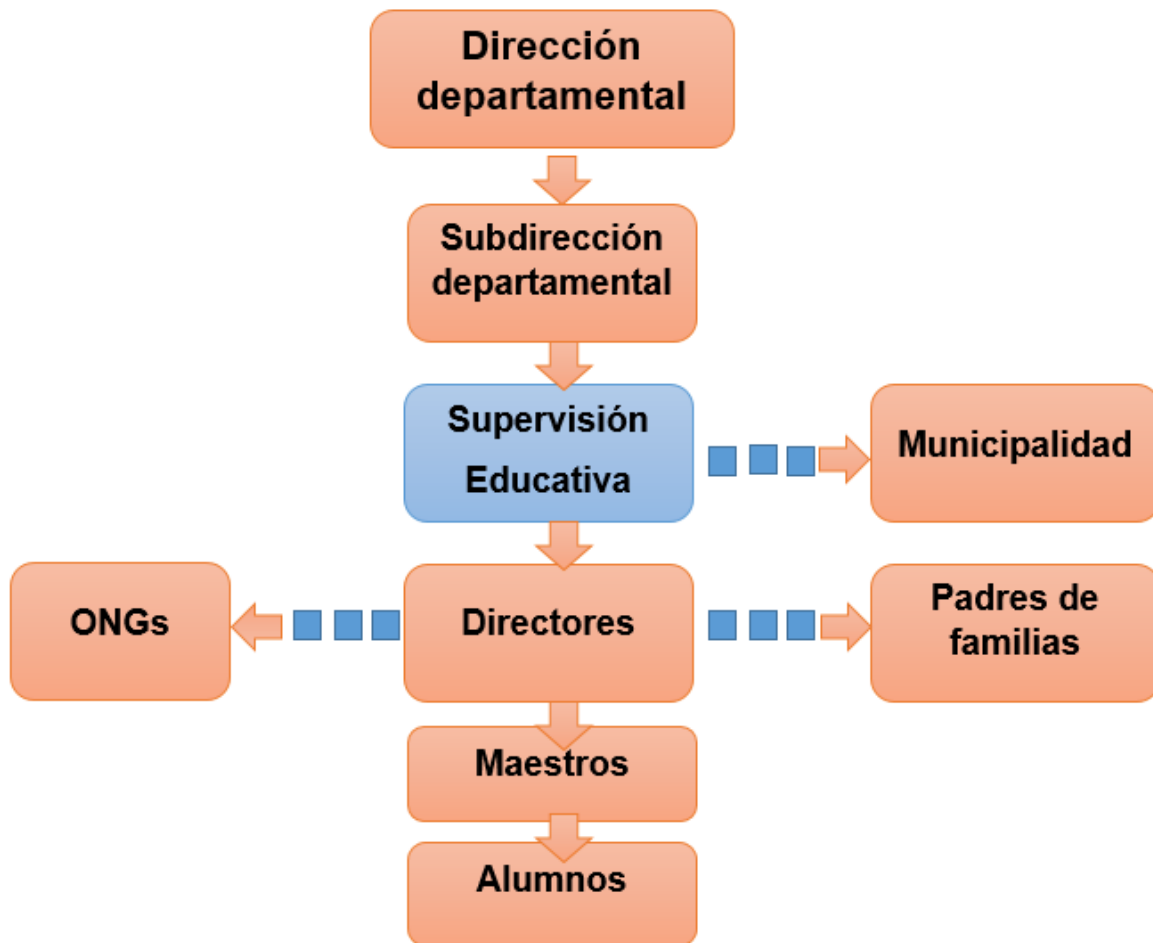 Dirección
departamental
Subdirección
departamental
Supervisión
Educativa
Municipalidad
ONGs
Directores
Padres de
familias
Maestros
Alumnos